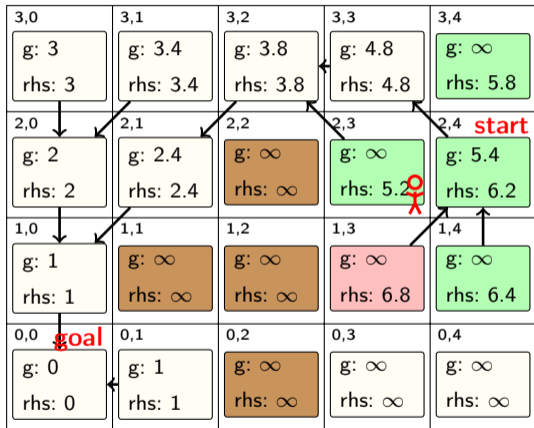 3,0 3,1 3,2 3,3 3,4
g: 3 g: 3.4 g: 3.8 g: 4.8 g: ∞
rhs: 3 rhs: 3.4 rhs: 3.8 rhs: 4.8 rhs: 5.8
2,0 2,1 2,2 2,3 2,4 start
g: 2 g: 2.4 g: ∞ g: ∞ g: 5.4
rhs: 2 rhs: 2.4 rhs: ∞ rhs: 5.2 rhs: 6.2
1,0 1,1 1,2 1,3 1,4
g: 1 g: ∞ g: ∞ g: ∞ g: ∞
rhs: 1 rhs: ∞ rhs: ∞ rhs: 6.8 rhs: 6.4
0,0 goal 0,1 0,2 0,3 0,4
g: 0 g: 1 g: ∞ g: ∞ g: ∞
rhs: 0 rhs: 1 rhs: ∞ rhs: ∞ rhs: ∞